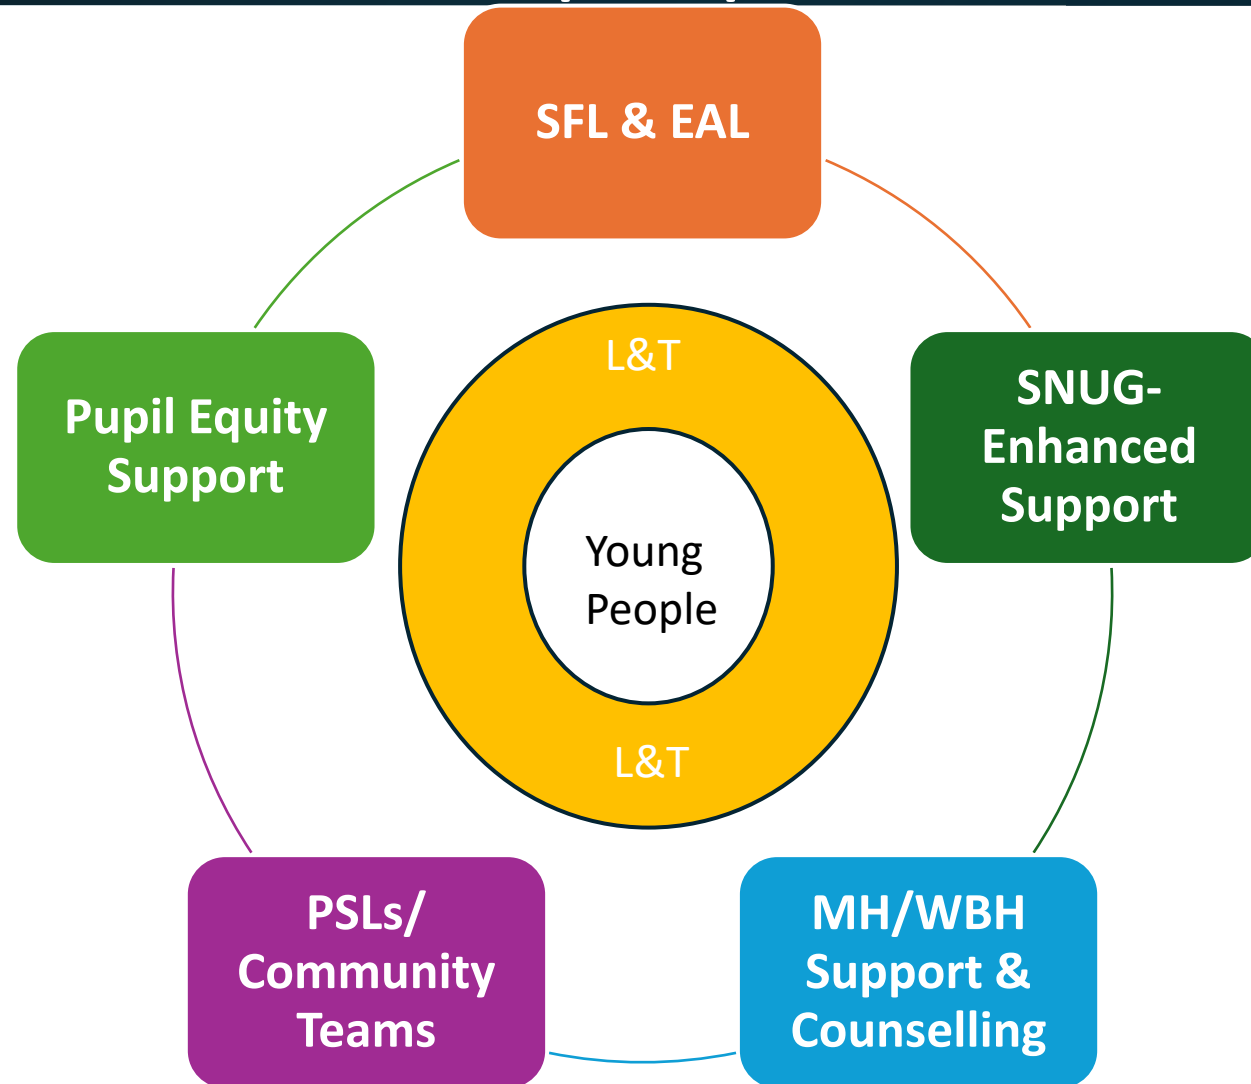 SFL & EAL
Pupil Equity
Support
L&T
SNUG-
Enhanced
Support
Young
People
L&T
PSLs/
Community
Teams
MH/WBH
Support &
Counselling